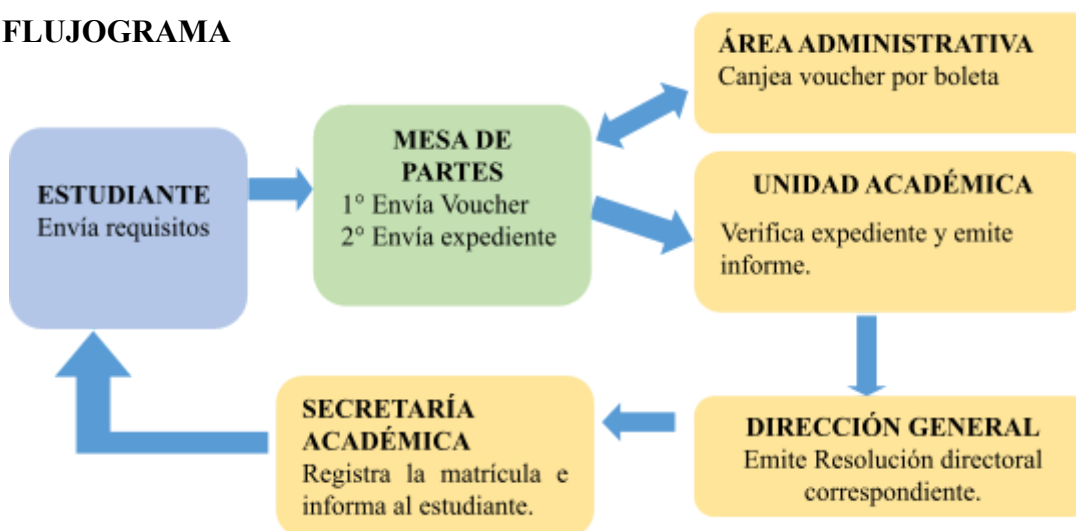 FLUJOGRAMA
ESTUDIANTE
Envía requisitos
MESA DE
PARTES
1° Envía Voucher
2° Envía expediente
ÁREA ADMINISTRATIVA
Canjea voucher por boleta
UNIDAD ACADÉMICA
Verifica expediente y emite
informe.
DIRECCIÓN GENERAL
Emite Resolución directoral
correspondiente.
SECRETARÍA
ACADÉMICA
Registra la matrícula e
informa al estudiante.